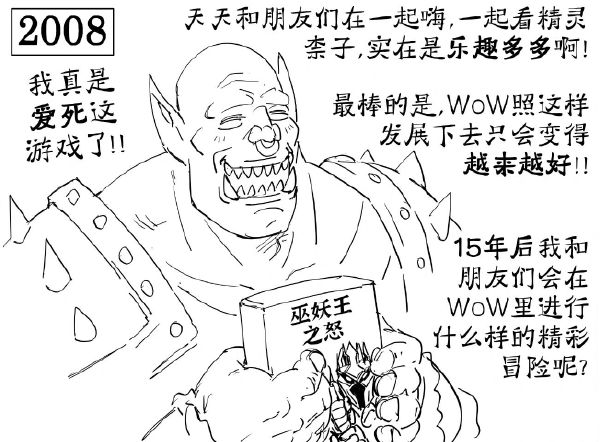 2008
天天和朋友们在一起嗨,一起看精灵
柰子,实在是乐趣多多啊!
我真是
爱死这
游戏了!!
最棒的是,WoW照这样
发展下去只会变得
越来越好!!
15年后我和
朋友们会在
WoW里进行
什么样的精彩
冒险呢?
巫妖王
之怒